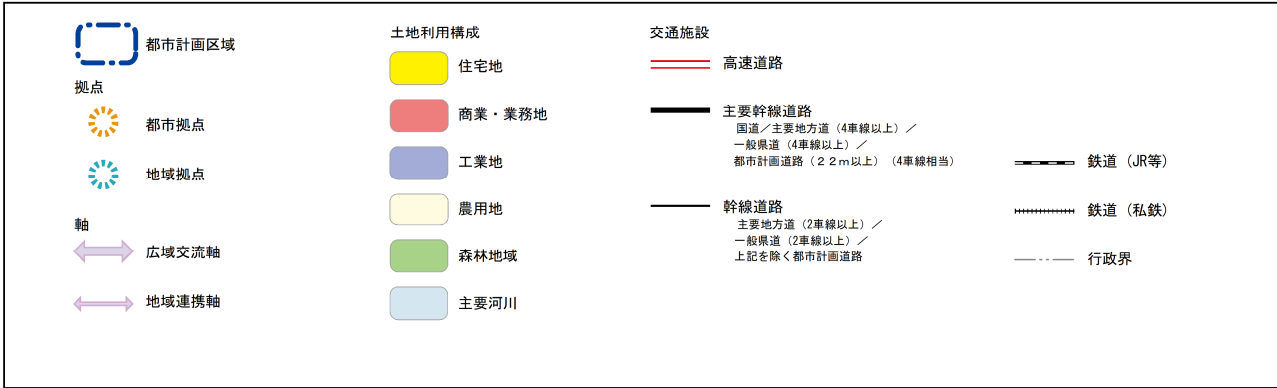 都市計画区域
拠点
都市拠点
地域拠点
軸
広域交流軸
地域連携軸
土地利用構成
住宅地
商業・業務地
工業地
農用地
森林地域
主要河川
交通施設
高速道路
主要幹線道路
国道／主要地方道（4車線以上）／
一般県道（4車線以上）／
都市計画道路（２２ｍ以上）（4車線相当）
幹線道路
主要地方道（2車線以上）／
一般県道（2車線以上）／
上記を除く都市計画道路
鉄道（JR等）
鉄道（私鉄）
行政界